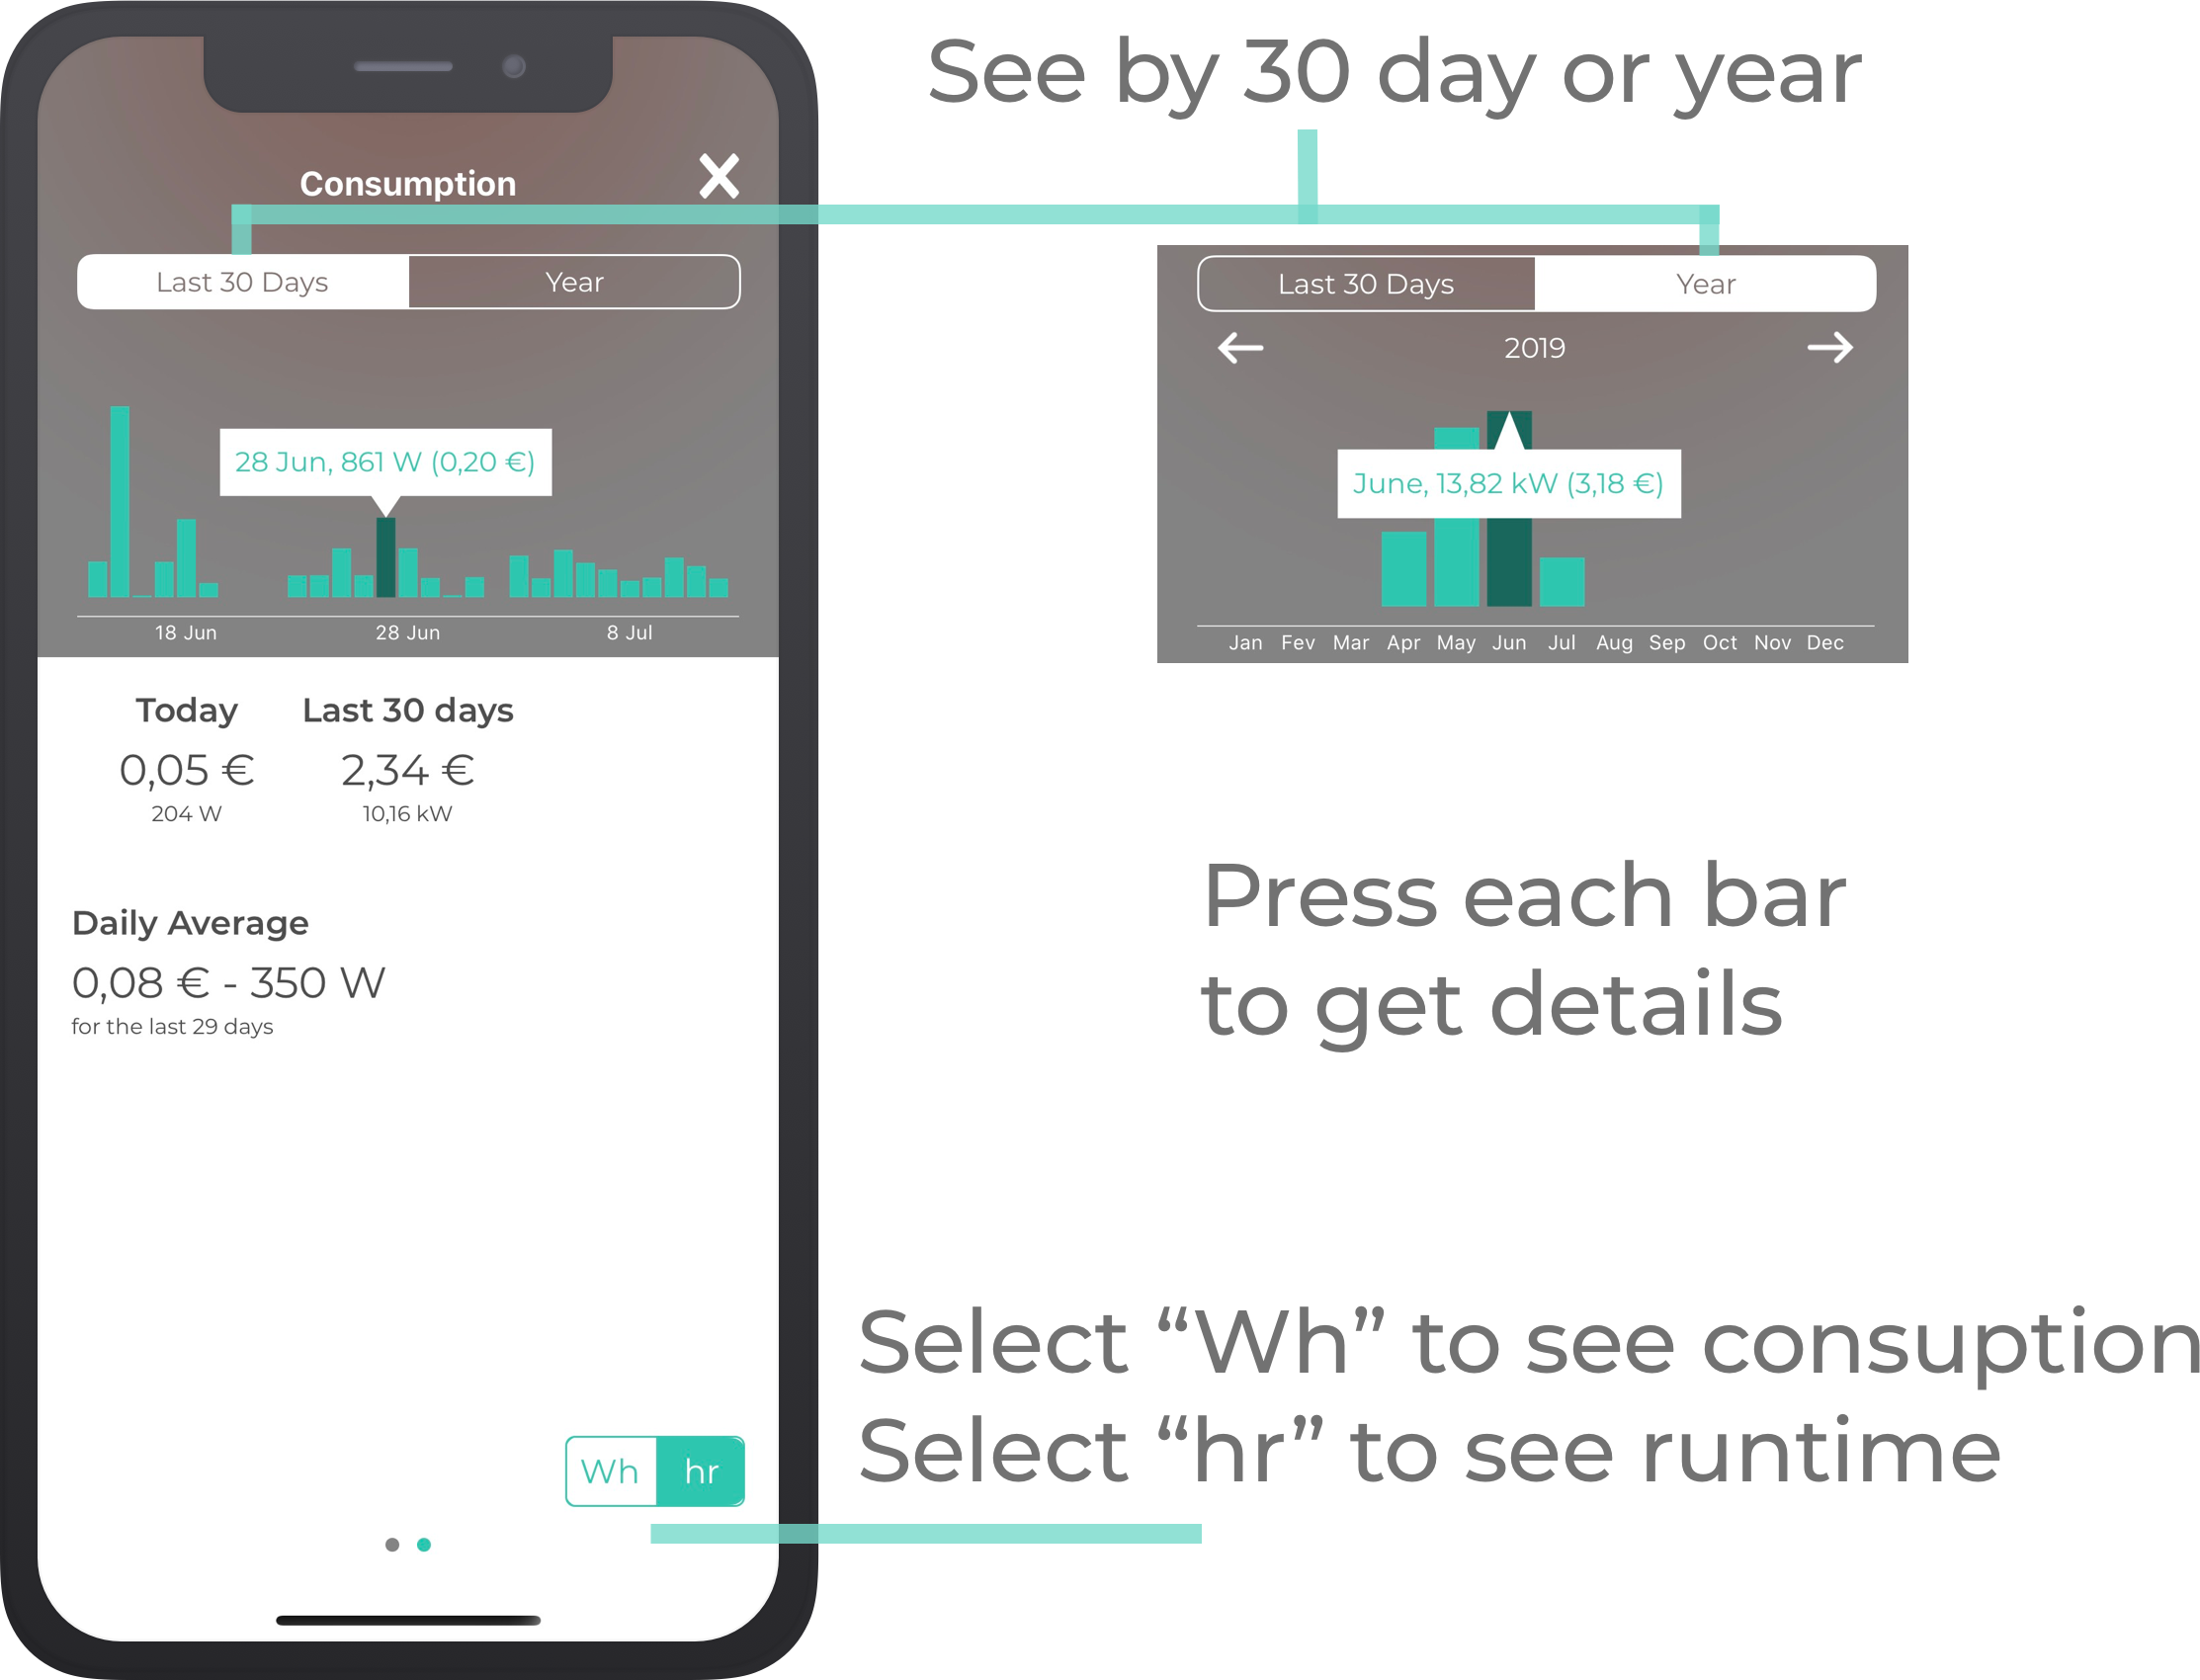 See by 30 day or year
Consumption
Last 30 Days Year
28 Jun, 861 W (0,20 €)
18 Jun 28 Jun 8 Jul
Today Last 30 days
0,05 € 2,34 €
204 W 10,16 kW
Daily Average
0,08 € - 350 W
for the last 29 days
Wh hr
Last 30 Days Year
2019
June, 13,82 kW (3,18 €)
Jan Fev Mar Apr May Jun Jul Aug Sep Oct Nov Dec
Press each bar
to get details
Select “Wh” to see consuption
Select “hr” to see runtime